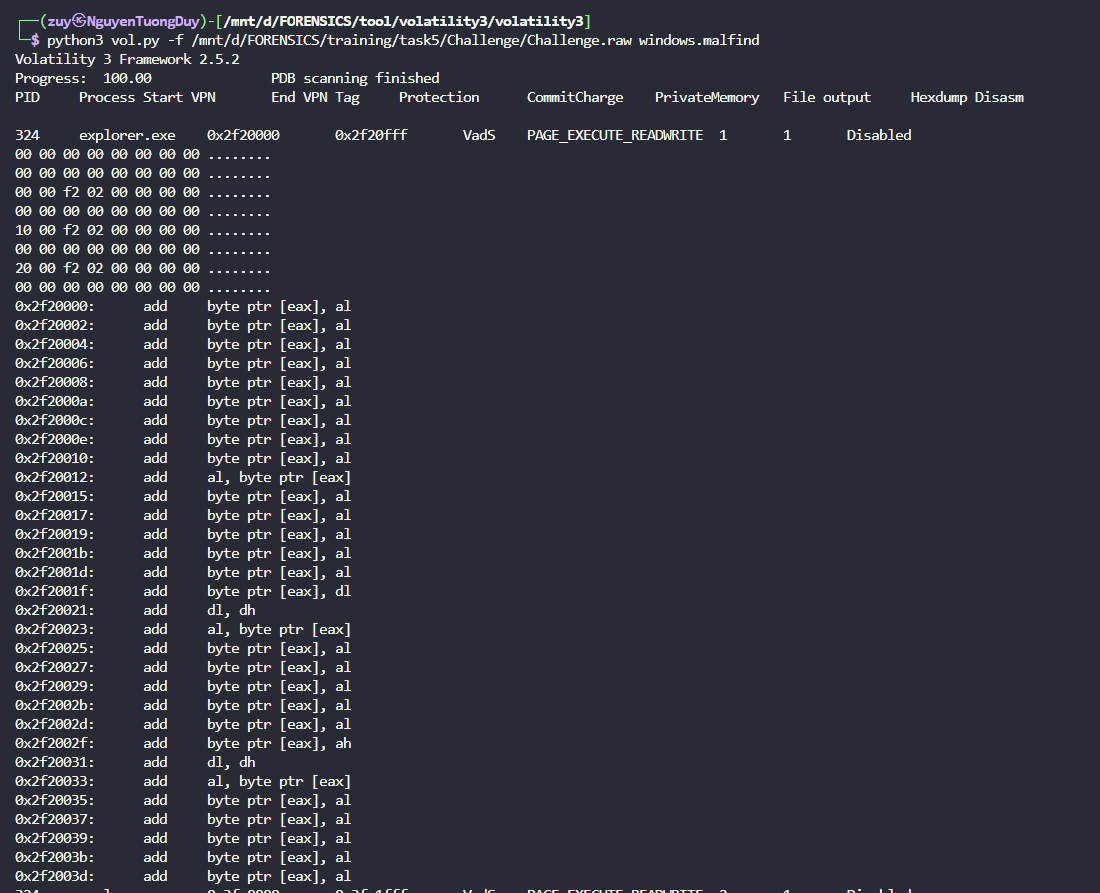 ┌──(zuy㉿NguyenTuongDuy)-[/mnt/d/FORENSICS/tool/volatility3/volatility3]
└─$ python3 vol.py -f /mnt/d/FORENSICS/training/task5/Challenge/Challenge.raw windows.malfind
Volatility 3 Framework 2.5.2
Progress:  100.00               PDB scanning finished
PID     Process Start VPN       End VPN Tag     Protection      CommitCharge    PrivateMemory   File output     Hexdump Disasm
324     explorer.exe    0x2f20000       0x2f20fff       VadS    PAGE_EXECUTE_READWRITE  1       1       Disabled
00 00 00 00 00 00 00 00 ........
00 00 00 00 00 00 00 00 ........
00 00 f2 02 00 00 00 00 ........
00 00 00 00 00 00 00 00 ........
10 00 f2 02 00 00 00 00 ........
00 00 00 00 00 00 00 00 ........
20 00 f2 02 00 00 00 00 ........
00 00 00 00 00 00 00 00 ........
0x2f20000:      add     byte ptr [eax], al
0x2f20002:      add     byte ptr [eax], al
0x2f20004:      add     byte ptr [eax], al
0x2f20006:      add     byte ptr [eax], al
0x2f20008:      add     byte ptr [eax], al
0x2f2000a:      add     byte ptr [eax], al
0x2f2000c:      add     byte ptr [eax], al
0x2f2000e:      add     byte ptr [eax], al
0x2f20010:      add     byte ptr [eax], al
0x2f20012:      add     al, byte ptr [eax]
0x2f20015:      add     byte ptr [eax], al
0x2f20017:      add     byte ptr [eax], al
0x2f20019:      add     byte ptr [eax], al
0x2f2001b:      add     byte ptr [eax], al
0x2f2001d:      add     byte ptr [eax], al
0x2f2001f:      add     byte ptr [eax], dl
0x2f20021:      add     dl, dh
0x2f20023:      add     al, byte ptr [eax]
0x2f20025:      add     byte ptr [eax], al
0x2f20027:      add     byte ptr [eax], al
0x2f20029:      add     byte ptr [eax], al
0x2f2002b:      add     byte ptr [eax], al
0x2f2002d:      add     byte ptr [eax], al
0x2f2002f:      add     byte ptr [eax], ah
0x2f20031:      add     dl, dh
0x2f20033:      add     al, byte ptr [eax]
0x2f20035:      add     byte ptr [eax], al
0x2f20037:      add     byte ptr [eax], al
0x2f20039:      add     byte ptr [eax], al
0x2f2003b:      add     byte ptr [eax], al
0x2f2003d:      add     byte ptr [eax], al